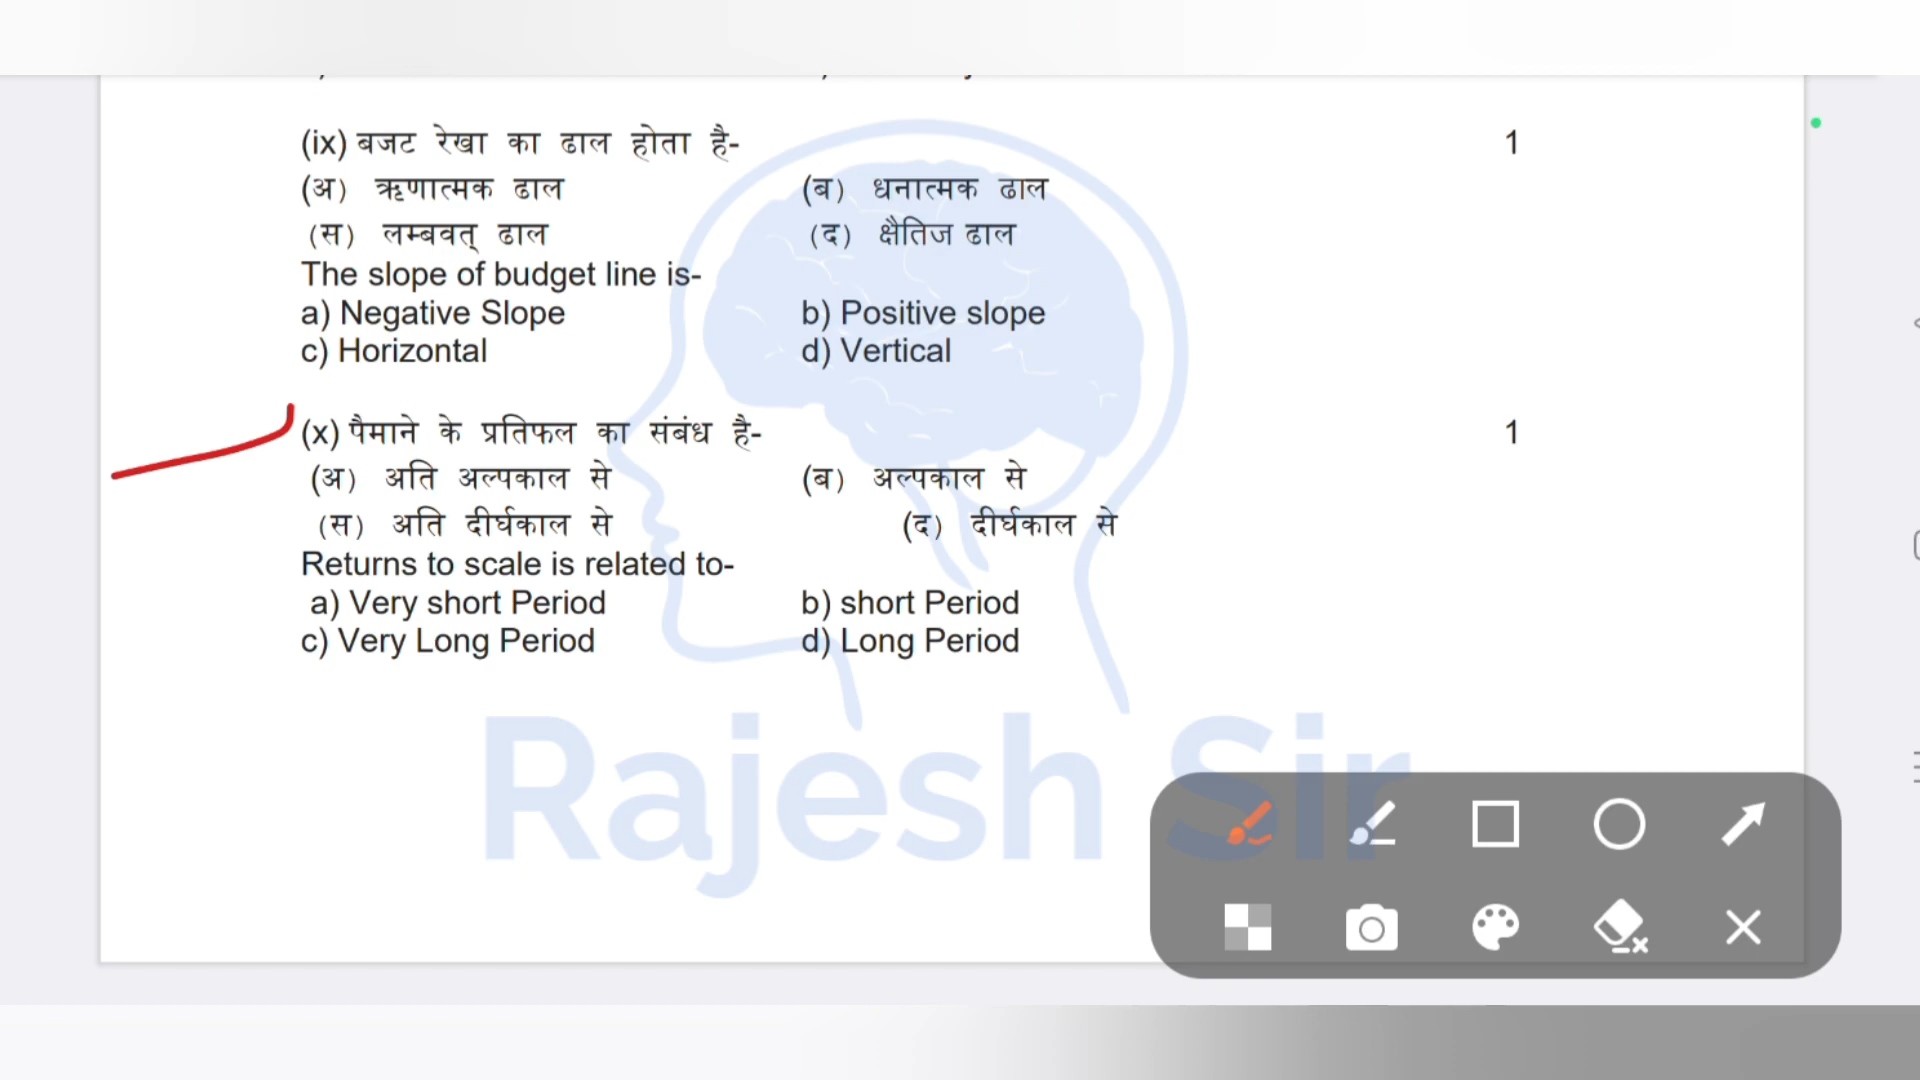 (ix) बजट रेखा का ढाल होता है- 1
(अ) ऋणात्मक ढाल (ब) धनात्मक ढाल
(स) लम्बवत् ढाल (द) क्षैतिज ढाल
The slope of budget line is-
a) Negative Slope b) Positive slope
c) Horizontal d) Vertical
(x) पैमाने के प्रतिफल का संबंध है- 1
(अ) अति अल्पकाल से (ब) अल्पकाल से
(स) अति दीर्घकाल से (द) दीर्घकाल से
Returns to scale is related to-
a) Very short Period b) short Period
c) Very Long Period d) Long Period
Rajesh Sir